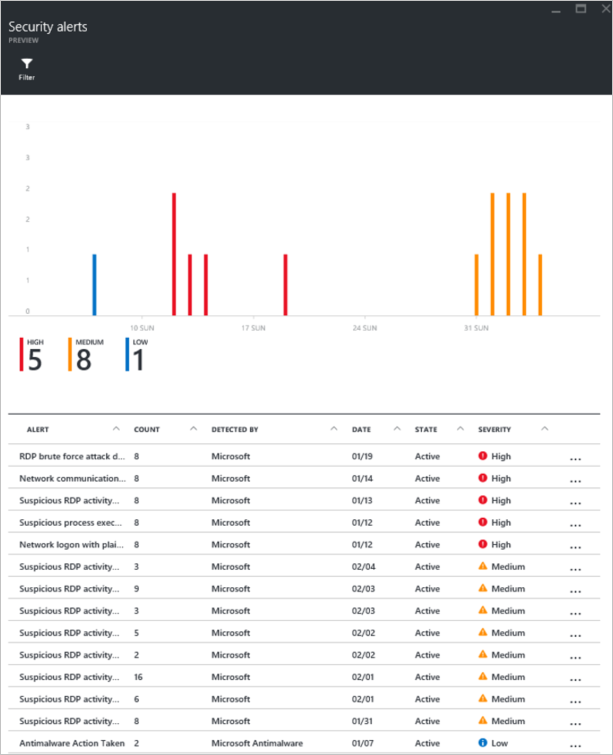 Security alerts
PREVIEW
Filter
3
3
2
2
1
1
0
10 SUN 17 SUN 24 SUN 31 SUN
HIGH MEDIUM LOW
5 8 1
ALERT COUNT DETECTED BY DATE STATE SEVERITY
RDP brute force attack d... 8 Microsoft 01/19 Active High ...
Network communication... 8 Microsoft 01/14 Active High ...
Suspicious RDP activity... 8 Microsoft 01/13 Active High ...
Suspicious process exec... 8 Microsoft 01/12 Active High ...
Network logon with plai... 8 Microsoft 01/12 Active High ...
Suspicious RDP activity... 3 Microsoft 02/04 Active Medium ...
Suspicious RDP activity... 9 Microsoft 02/03 Active Medium ...
Suspicious RDP activity... 3 Microsoft 02/03 Active Medium ...
Suspicious RDP activity... 5 Microsoft 02/02 Active Medium ...
Suspicious RDP activity... 2 Microsoft 02/02 Active Medium ...
Suspicious RDP activity... 16 Microsoft 02/01 Active Medium ...
Suspicious RDP activity... 6 Microsoft 02/01 Active Medium ...
Suspicious RDP activity... 8 Microsoft 01/31 Active Medium ...
Antimalware Action Taken 2 Microsoft Antimalware 01/07 Active Low ...